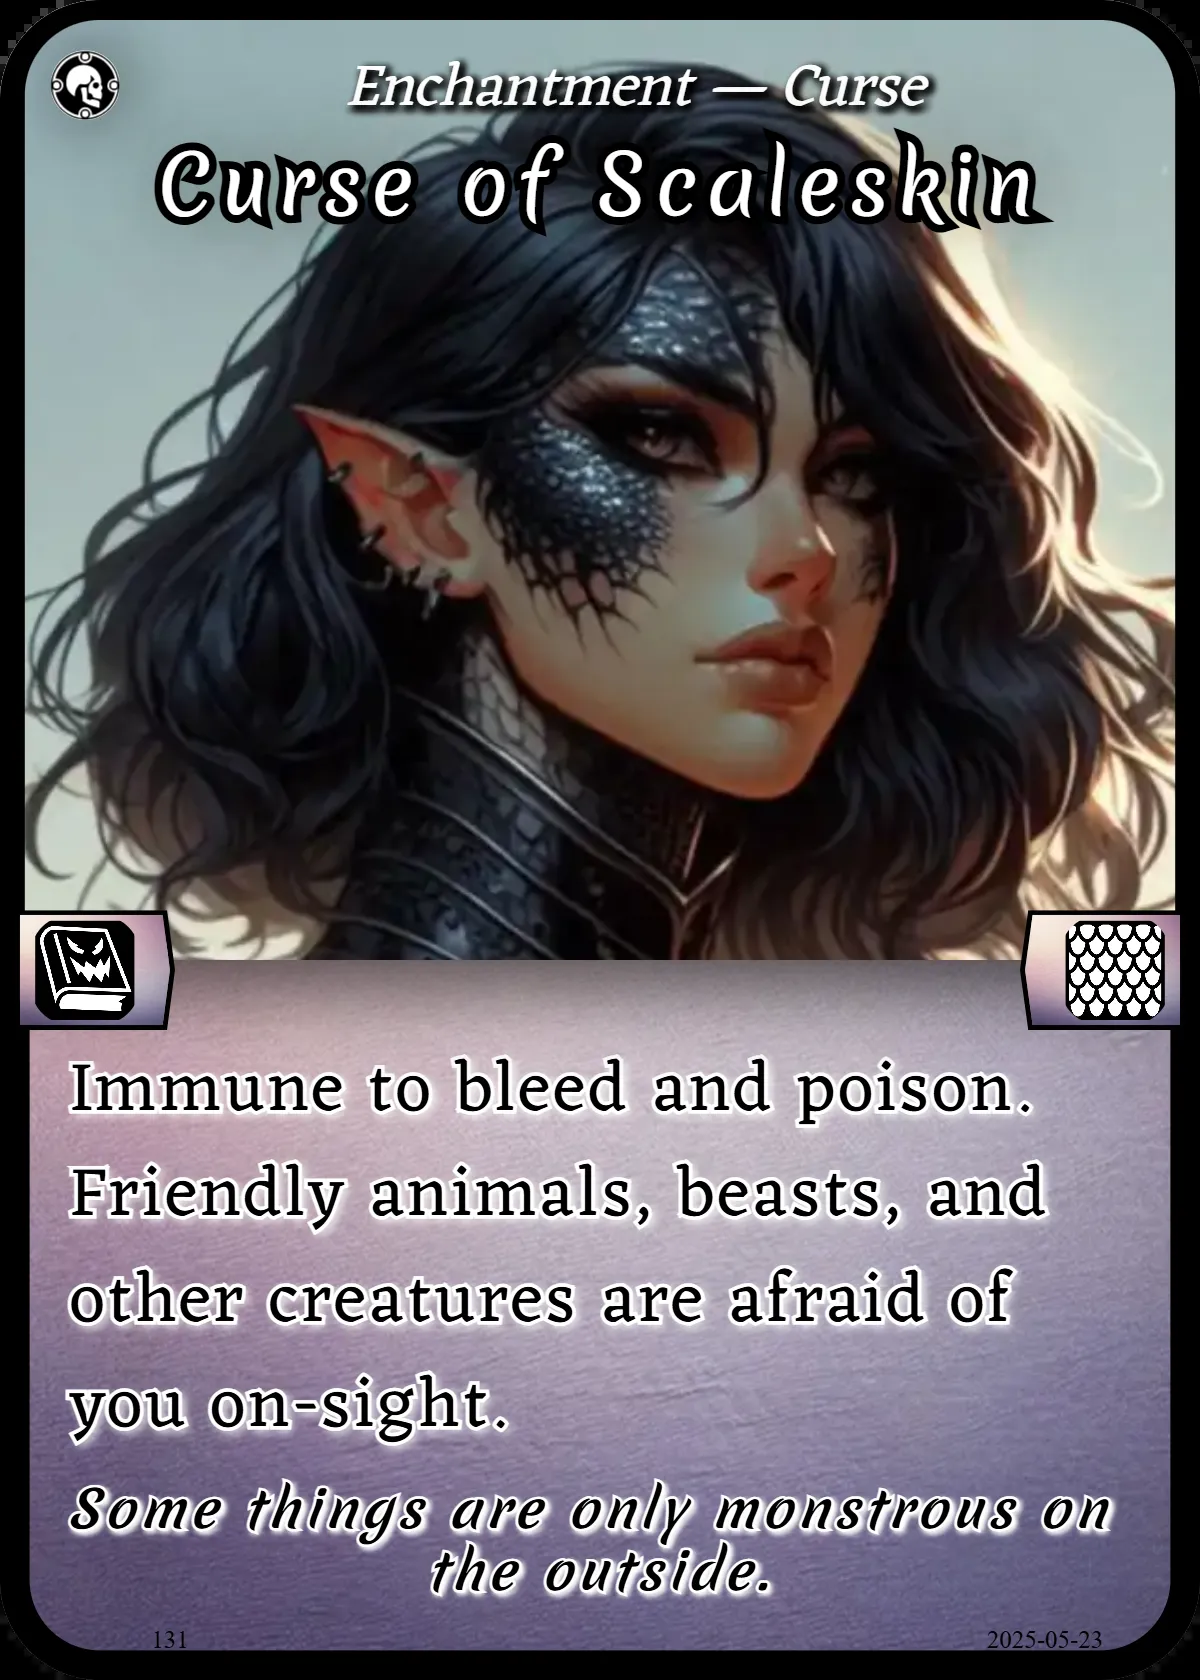 Enchantment — Curse
Curse of Scaleskin
Immune to bleed and poison.
Friendly animals, beasts, and
other creatures are afraid of
you on-sight.
Some things are only monstrous on
the outside.
131
2025-05-23